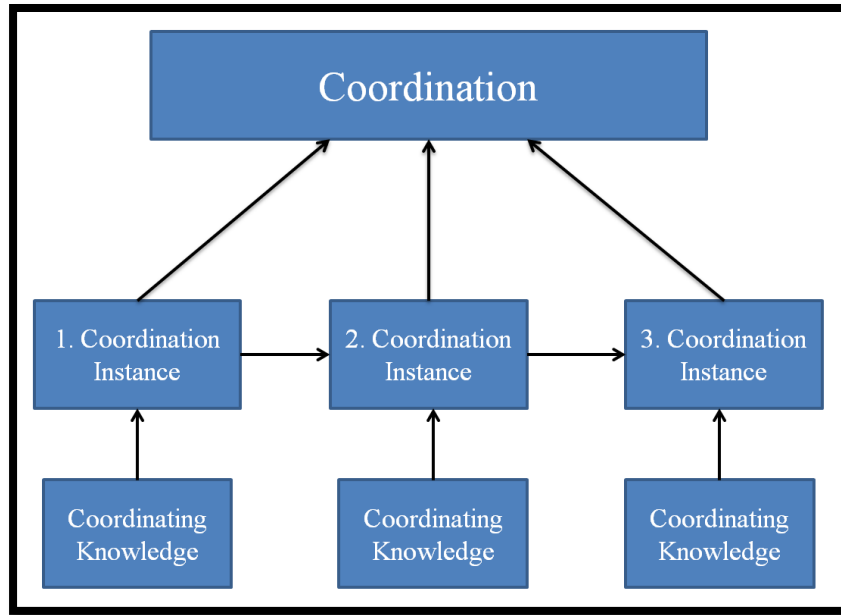 Coordination
1. Coordination
Instance
2. Coordination
Instance
3. Coordination
Instance
Coordinating
Knowledge
Coordinating
Knowledge
Coordinating
Knowledge